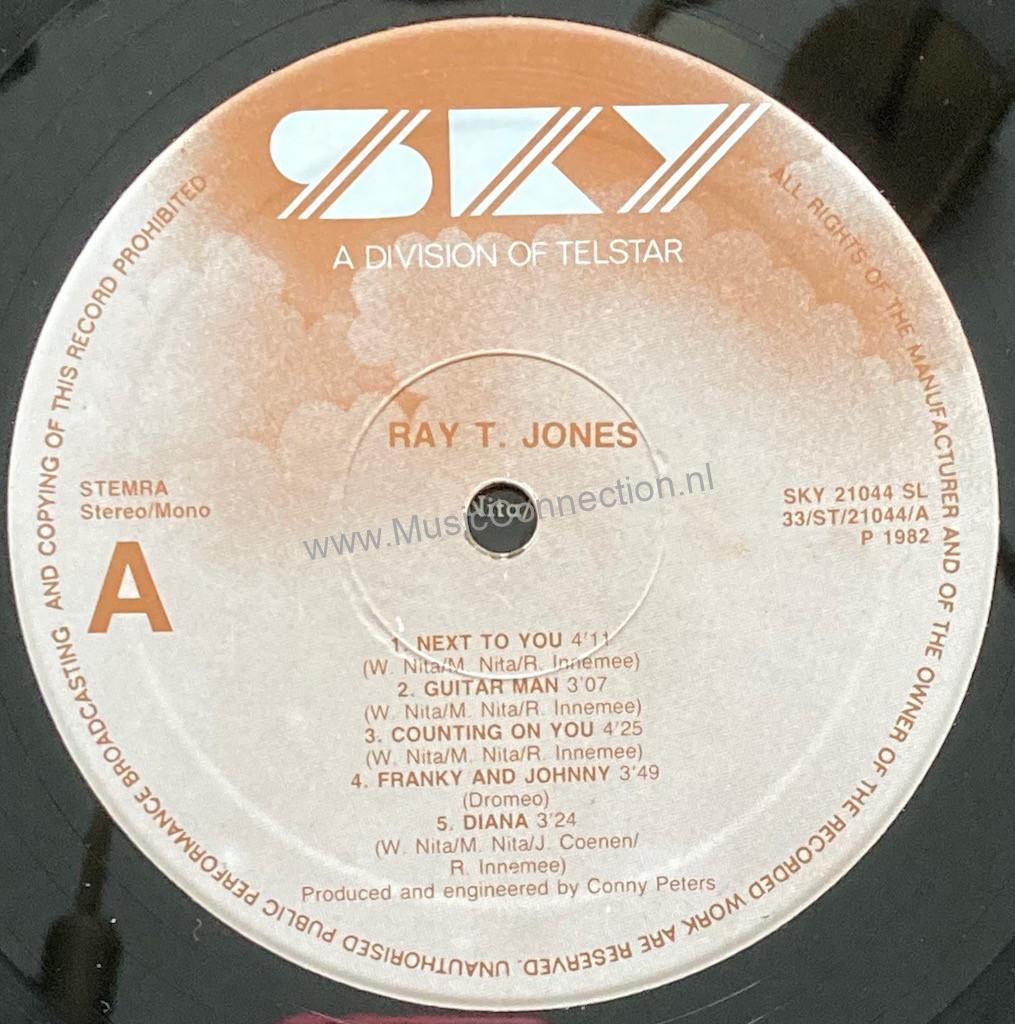 SKY
A DIVISION OF TELSTAR
ALL RIGHTS OF THE MANUFACTURER AND OF THE OWNER OF THE RECORDED WORK ARE RESERVED. UNAUTHORISED PUBLIC PERFORMANCE BROADCASTING AND COPYING OF THIS RECORD PROHIBITED
RAY T. JONES
STEMRA
Stereo/Mono
A
SKY 21044 SL
33/ST/21044/A
P 1982
Nita
www.MusicConnection.nl
1. NEXT TO YOU 4'11
(W. Nita/M. Nita/R. Innemee)
2. GUITAR MAN 3'07
(W. Nita/M. Nita/R. Innemee)
3. COUNTING ON YOU 4'25
(W. Nita/M. Nita/R. Innemee)
4. FRANKY AND JOHNNY 3'49
(Dromeo)
5. DIANA 3'24
(W. Nita/M. Nita/J. Coenen/
R. Innemee)
Produced and engineered by Conny Peters